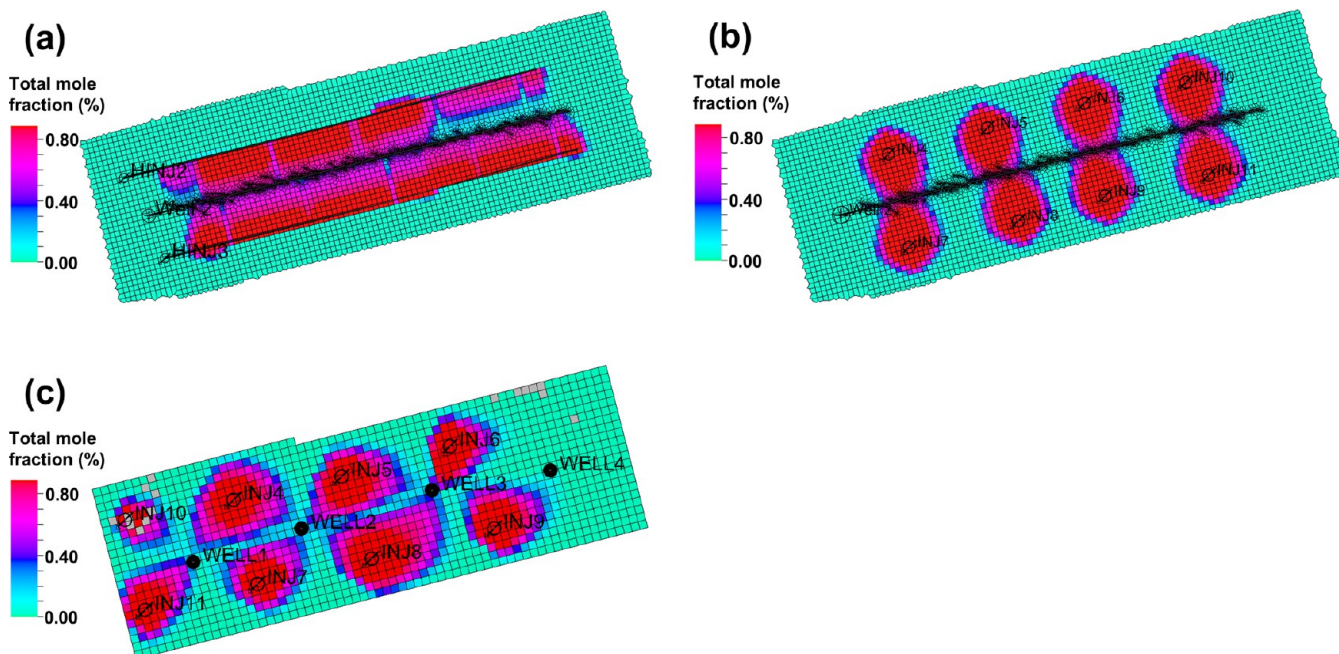 (a)
Total mole
fraction (%)
0.80
0.40
0.00
HINJ2
HINJ3
(b)
Total mole
fraction (%)
0.80
0.40
0.00
INJ4
INJ5
INJ6
INJ10
INJ7
INJ8
INJ9
INJ11
(c)
Total mole
fraction (%)
0.80
0.40
0.00
INJ10
INJ4
INJ5
INJ6
WELL4
WELL3
WELL2
WELL1
INJ11
INJ7
INJ8
INJ9